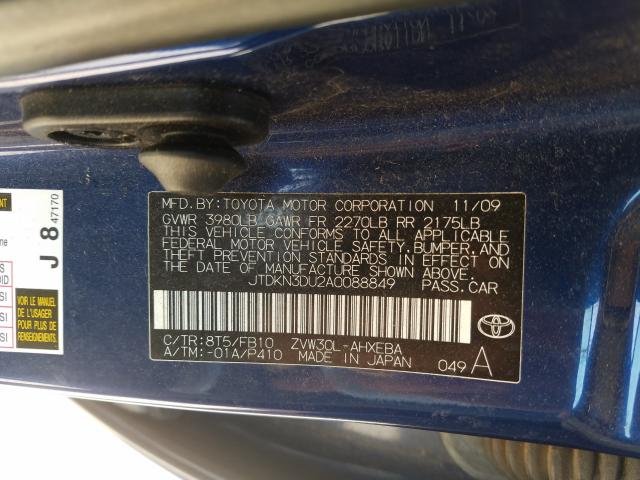 MFD. BY: TOYOTA MOTOR CORPORATION 11/09
GVWR 3980LB GAWR FR 2270LB RR 2175LB
THIS VEHICLE CONFORMS TO ALL APPLICABLE
FEDERAL MOTOR VEHICLE SAFETY, BUMPER, AND
THEFT PREVENTION STANDARDS IN EFFECT ON
THE DATE OF MANUFACTURE SHOWN ABOVE.
JTDKN3DU2A0088849 PASS. CAR
C/TR: 8T5/FB10 ZVW30L-AHXEBA
A/TM: -01A/P410 MADE IN JAPAN
049 A
TOYOTA
J 8 47170
VOIR LE MANUEL
DE L'USAGER
POUR PLUS DE
RENSEIGNEMENTS.